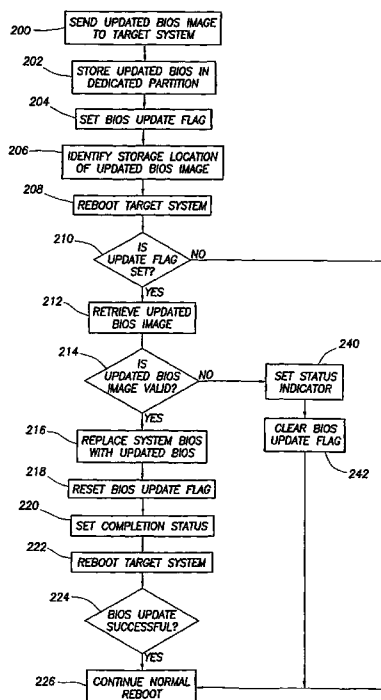 200
SEND UPDATED BIOS IMAGE
TO TARGET SYSTEM
202
STORE UPDATED BIOS IN
DEDICATED PARTITION
204
SET BIOS UPDATE FLAG
206
IDENTIFY STORAGE LOCATION
OF UPDATED BIOS IMAGE
208
REBOOT TARGET SYSTEM
210
IS
UPDATE FLAG
SET?
NO
YES
212
RETRIEVE UPDATED
BIOS IMAGE
214
IS
UPDATED BIOS
IMAGE VALID?
NO
240
SET STATUS
INDICATOR
YES
216
REPLACE SYSTEM BIOS
WITH UPDATED BIOS
CLEAR BIOS
UPDATE FLAG
242
218
RESET BIOS UPDATE FLAG
220
SET COMPLETION STATUS
222
REBOOT TARGET SYSTEM
224
BIOS UPDATE
SUCCESSFUL?
YES
226
CONTINUE NORMAL
REBOOT